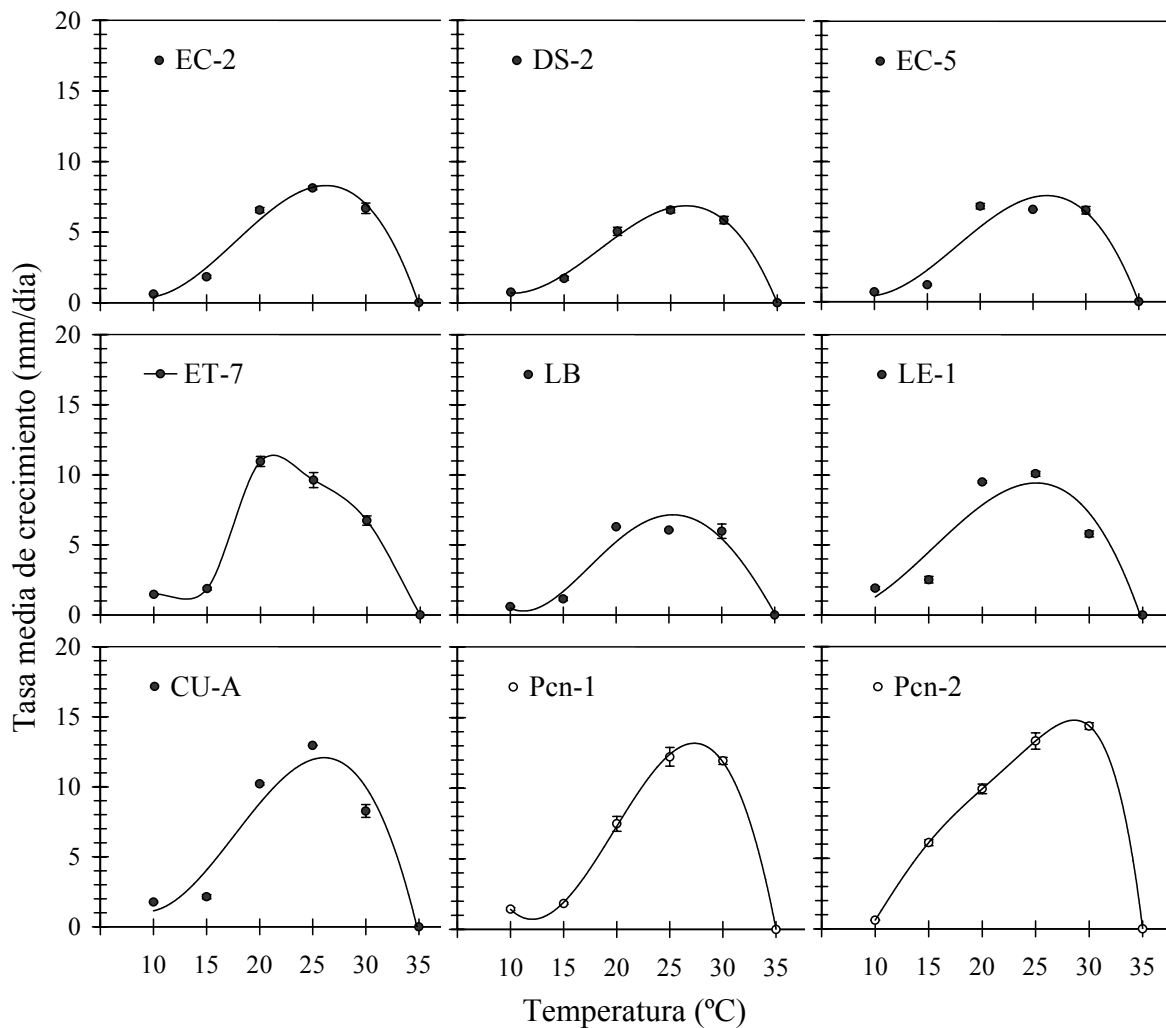 20
15
10
5
0
EC-2
DS-2
EC-5
20
15
10
5
0
ET-7
LB
LE-1
20
15
10
5
0
CU-A
Pcn-1
Pcn-2
10 15 20 25 30 35
10 15 20 25 30 35
10 15 20 25 30 35
Tasa media de crecimiento (mm/día)
Temperatura (ºC)